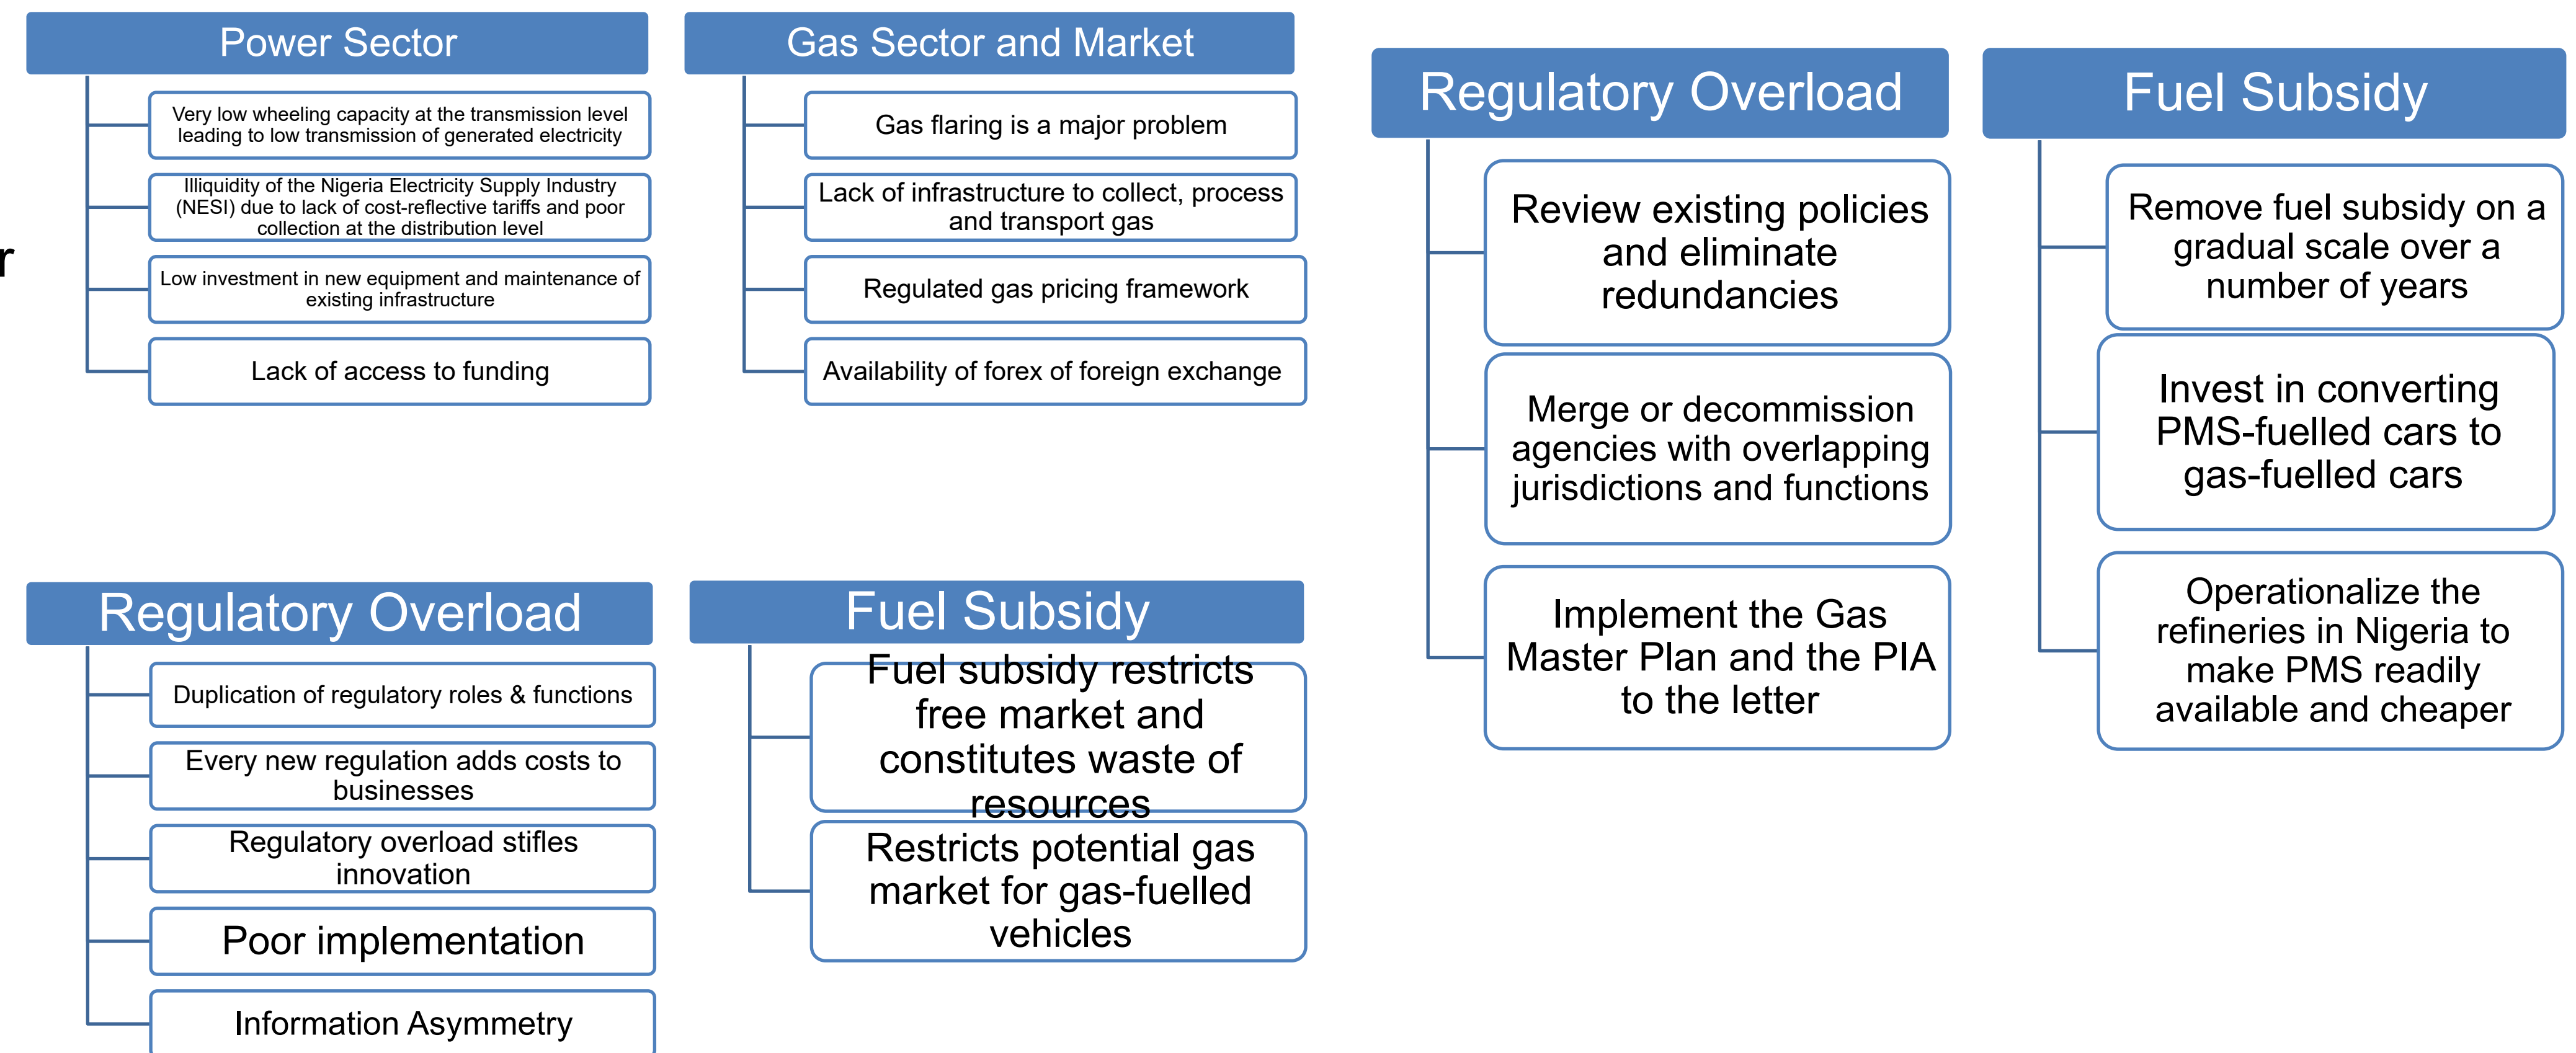 Power Sector
Very low wheeling capacity at the transmission level
leading to low transmission of generated electricity
Illiquidity of the Nigeria Electricity Supply Industry
(NESI) due to lack of cost-reflective tariffs and poor
collection at the distribution level
Low investment in new equipment and maintenance of
existing infrastructure
Lack of access to funding
Gas Sector and Market
Gas flaring is a major problem
Lack of infrastructure to collect, process
and transport gas
Regulated gas pricing framework
Availability of forex of foreign exchange
r
Regulatory Overload
Duplication of regulatory roles & functions
Every new regulation adds costs to
businesses
Regulatory overload stifles
innovation
Poor implementation
Information Asymmetry
Fuel Subsidy
Fuel subsidy restricts
free market and
constitutes waste of
resources
Restricts potential gas
market for gas-fuelled
vehicles
Regulatory Overload
Review existing policies
and eliminate
redundancies
Merge or decommission
agencies with overlapping
jurisdictions and functions
Implement the Gas
Master Plan and the PIA
to the letter
Fuel Subsidy
Remove fuel subsidy on a
gradual scale over a
number of years
Invest in converting
PMS-fuelled cars to
gas-fuelled cars
Operationalize the
refineries in Nigeria to
make PMS readily
available and cheaper